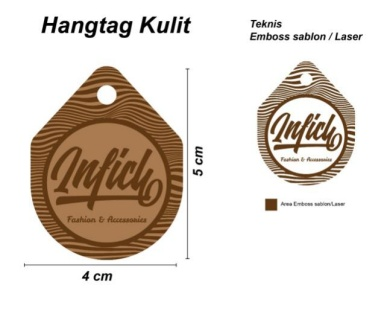 Hangtag Kulit
Teknis
Emboss sablon / Laser
Infich
Fashion & Accessories
5 cm
4 cm
Infich
Fashion & Accessories
Area Emboss sablon/Laser